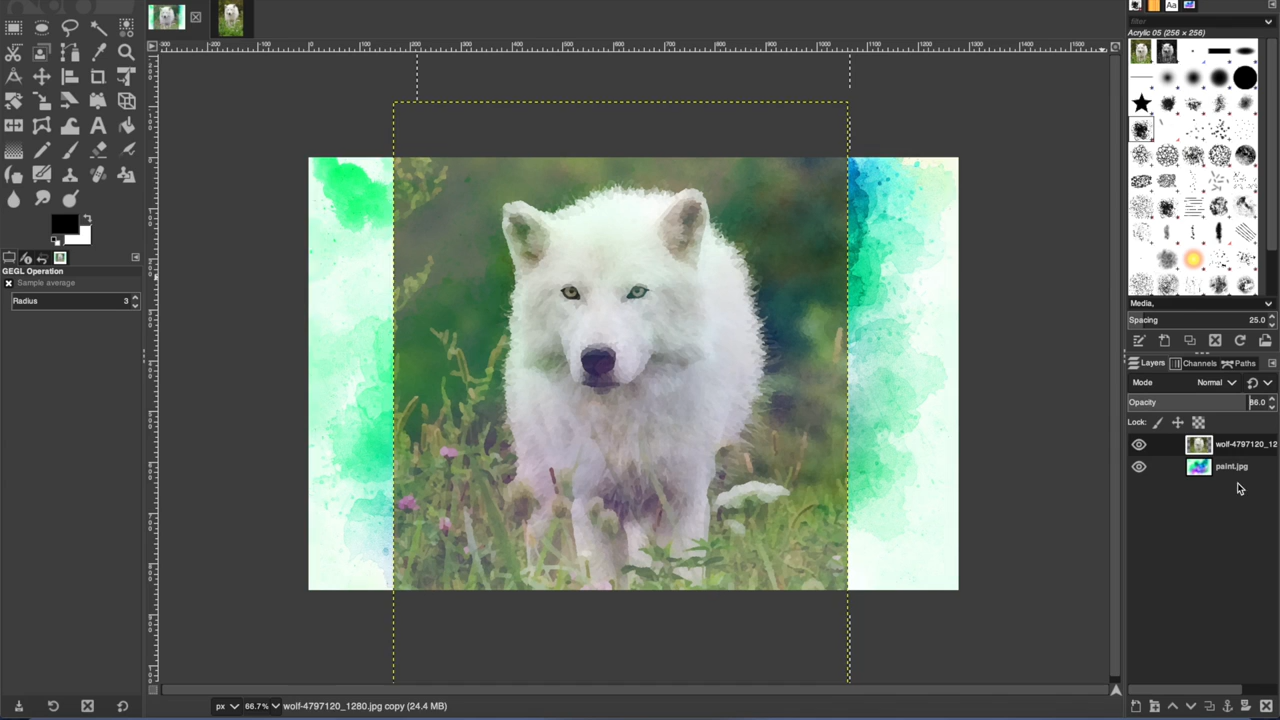 Aa
filter
Acrylic 05 (256 × 256)
GEGL Operation
Sample average
Radius 3
Media,
Spacing 25.0
Layers Channels Paths
Mode Normal
Opacity 86.0
Lock:
wolf-4797120_12
paint.jpg
px 66.7% wolf-4797120_1280.jpg copy (24.4 MB)